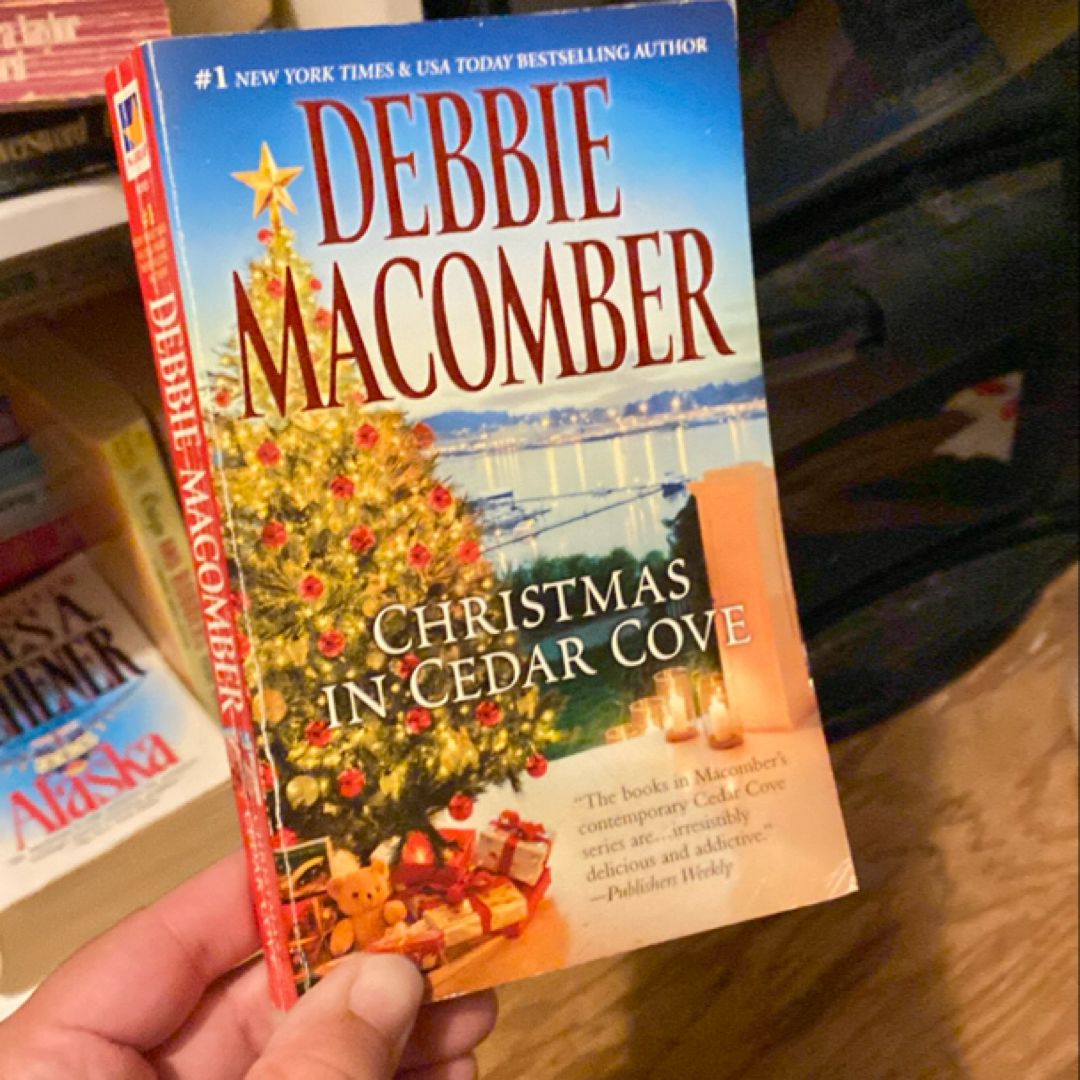 #1 NEW YORK TIMES & USA TODAY BESTSELLING AUTHOR
DEBBIE
MACOMBER
CHRISTMAS
IN CEDAR COVE
"The books in Macomber's
contemporary Cedar Cove
series are...irresistibly
delicious and addictive."
—Publishers Weekly
DEBBIE MACOMBER
Alaska